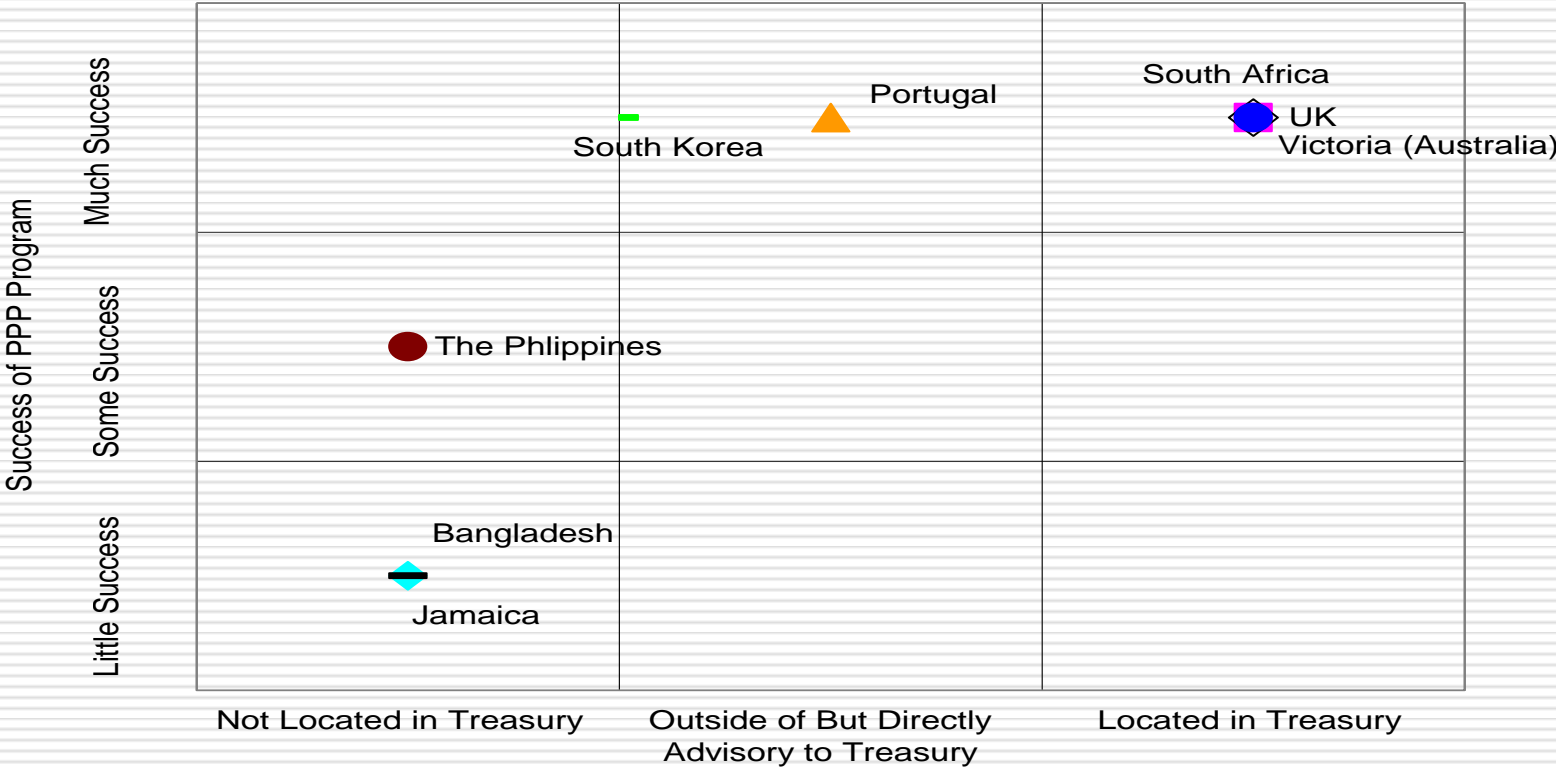 Success of PPP Program
Much Success
Some Success
Little Success
South Africa
Portugal
UK
South Korea
Victoria (Australia)
The Phlippines
Bangladesh
Jamaica
Not Located in Treasury
Outside of But Directly
Advisory to Treasury
Located in Treasury